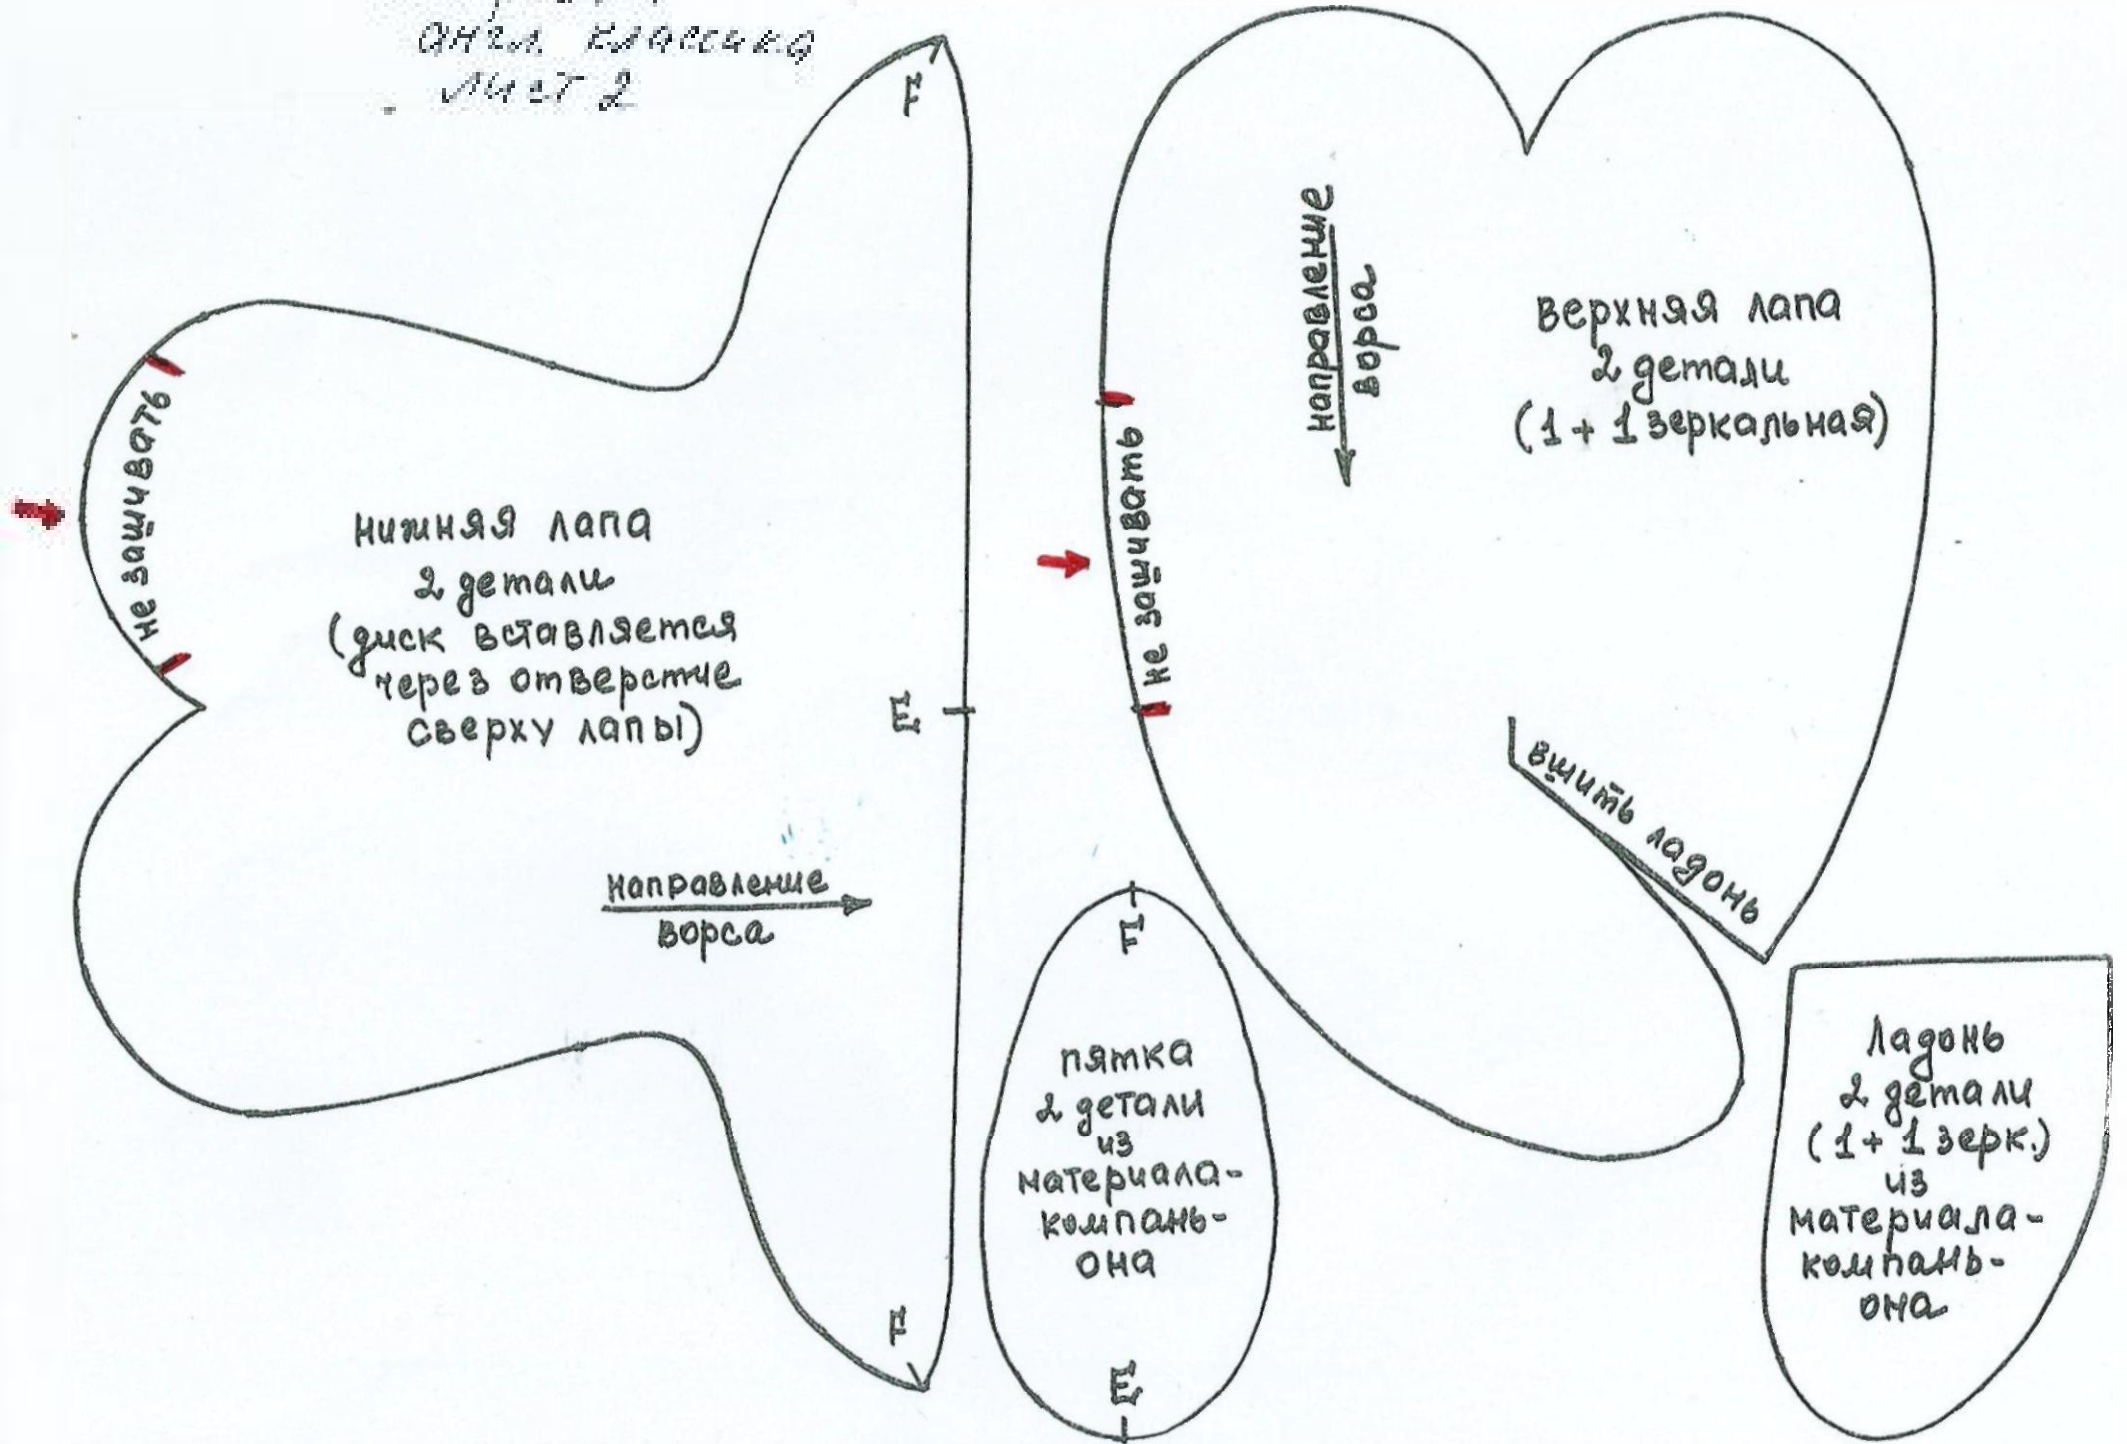 англ. классика
лист 2
F
не зашивать
нижняя лапа
2 детали
(диск вставляется
через отверстие
сверху лапы)
E
направление
ворса
F
направление
ворса
верхняя лапа
2 детали
(1 + 1 зеркальная)
не зашивать
вшить ладонь
F
пятка
2 детали
из
материала-
компань-
она
E
Ладонь
2 детали
(1 + 1 зерк.)
из
материала-
компань-
она